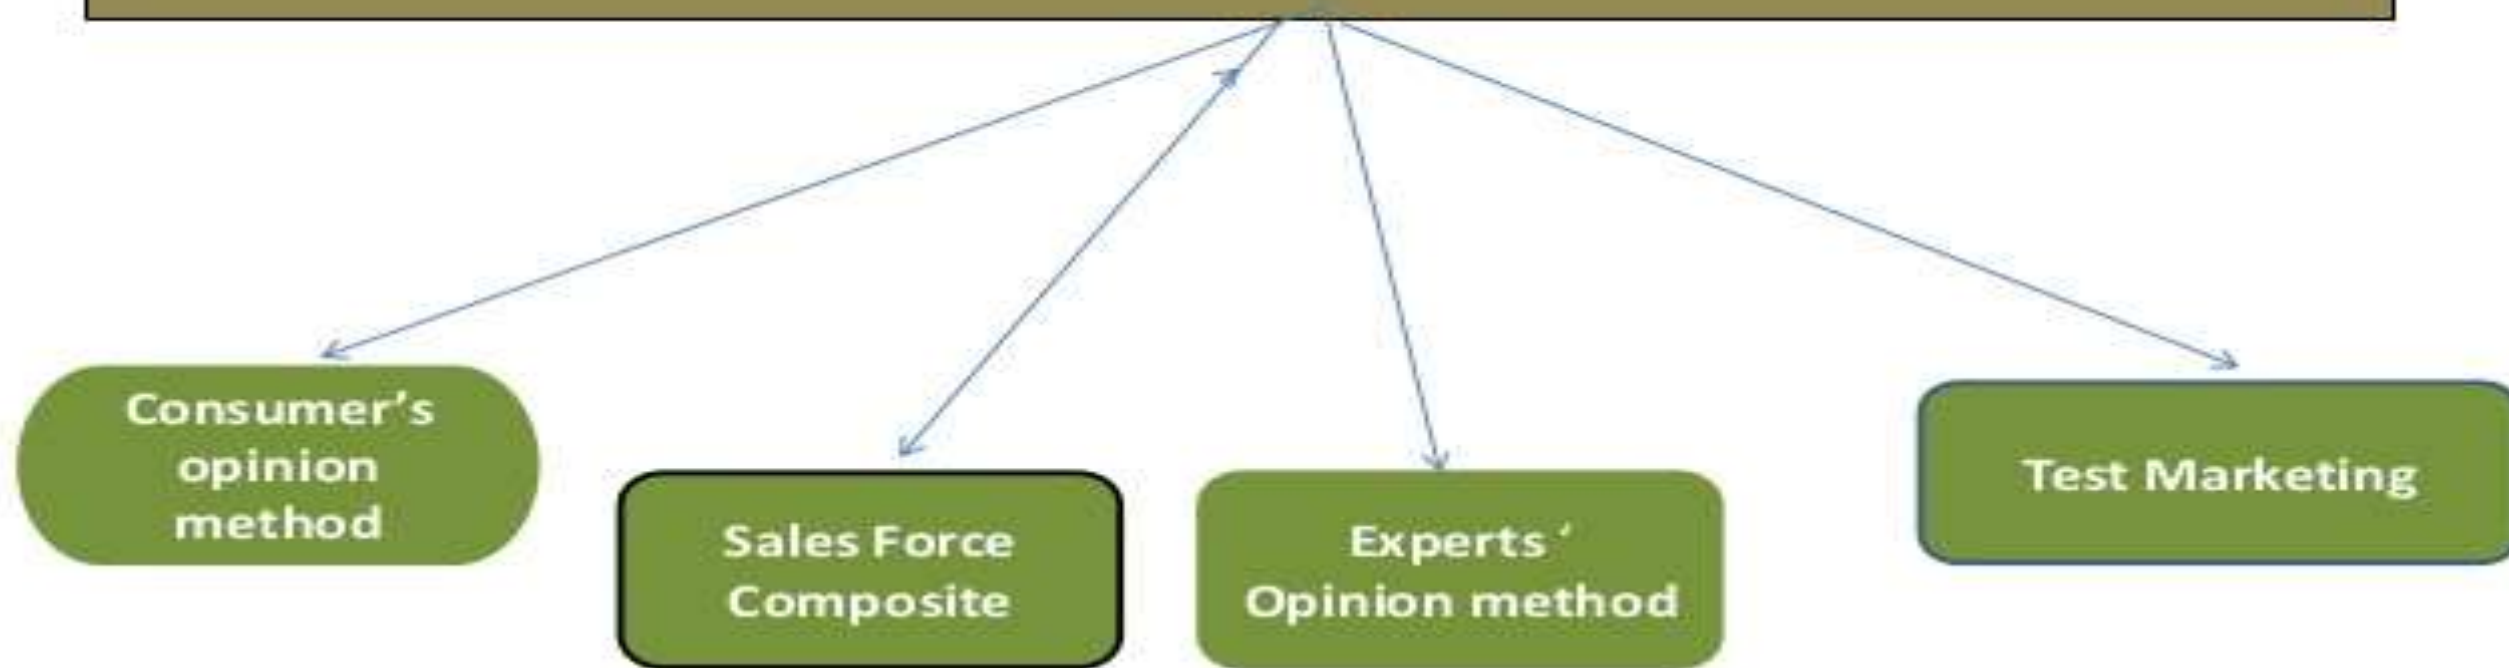 Consumer’s
opinion
method
Sales Force
Composite
Experts ‘
Opinion method
Test Marketing